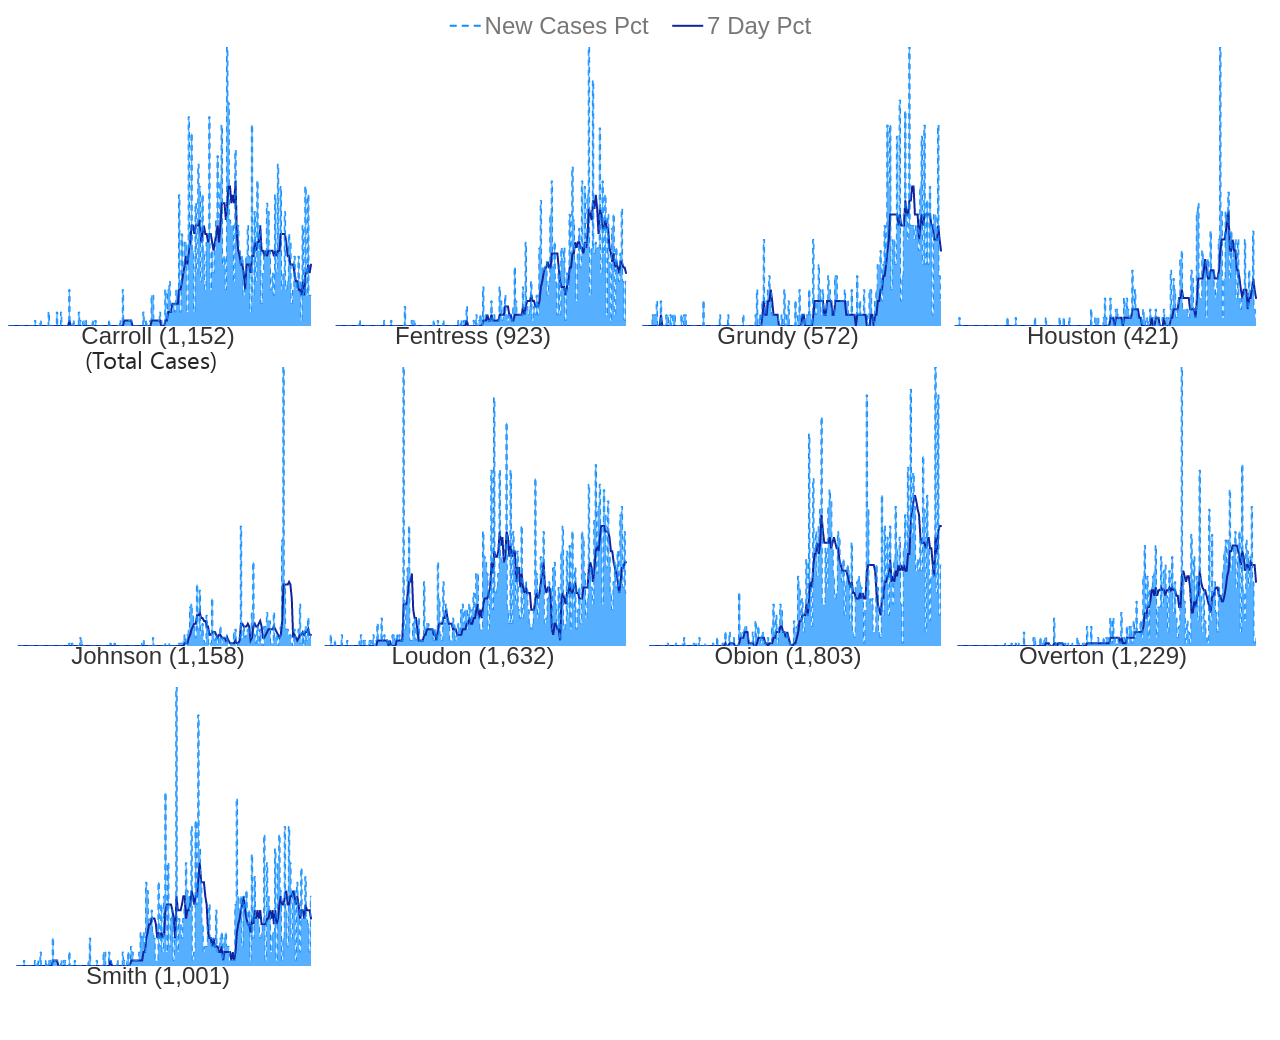 New Cases Pct 7 Day Pct
Carroll (1,152) Fentress (923) Grundy (572) Houston (421)
(Total Cases)
Johnson (1,158) Loudon (1,632) Obion (1,803) Overton (1,229)
Smith (1,001)